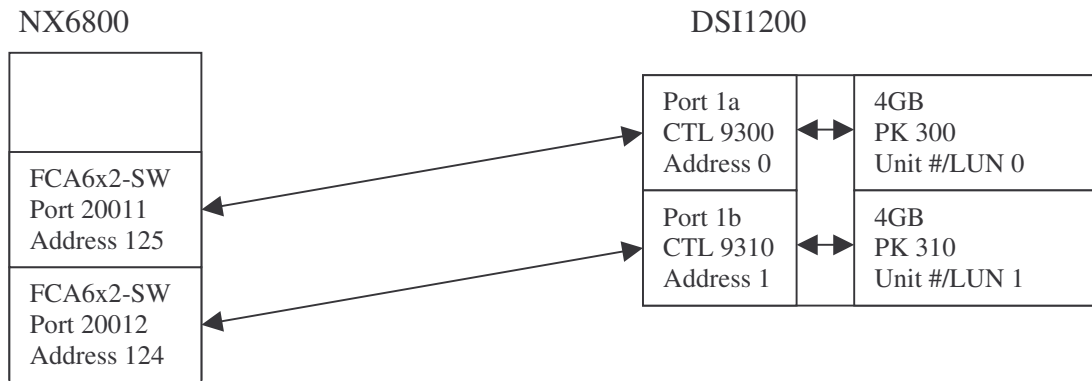 NX6800
DSI1200
FCA6x2-SW
Port 20011
Address 125
FCA6x2-SW
Port 20012
Address 124
Port 1a
CTL 9300
Address 0
4GB
PK 300
Unit #/LUN 0
Port 1b
CTL 9310
Address 1
4GB
PK 310
Unit #/LUN 1